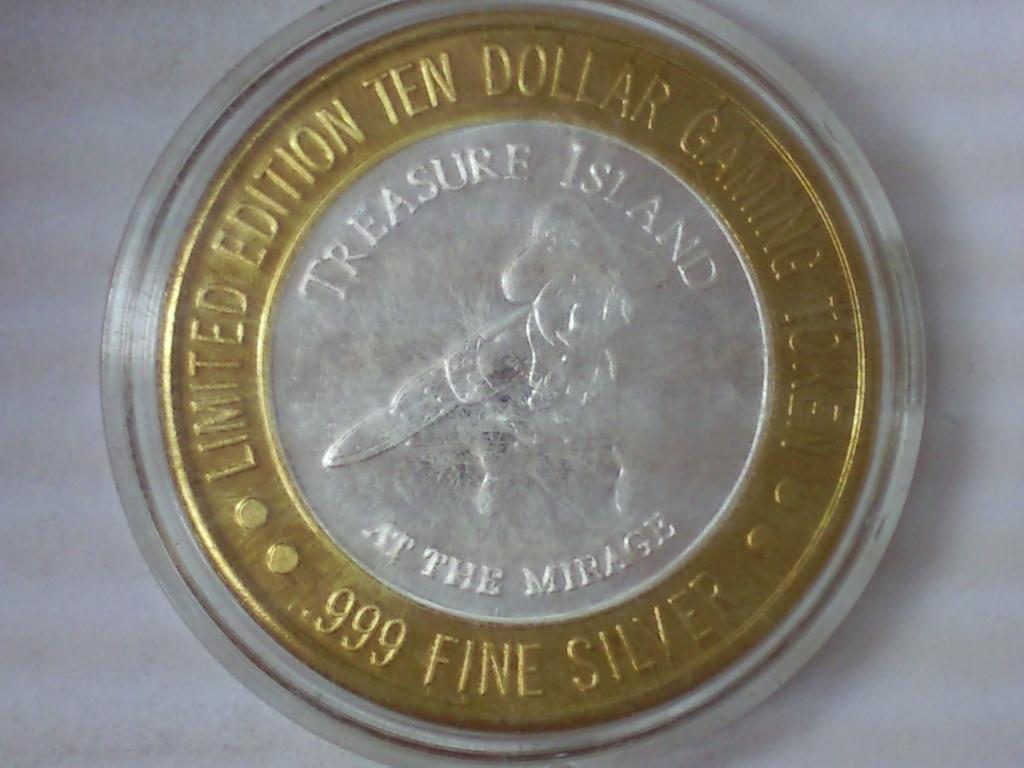 LIMITED EDITION TEN DOLLAR GAMING TOKEN
TREASURE ISLAND
AT THE MIRAGE
.999 FINE SILVER